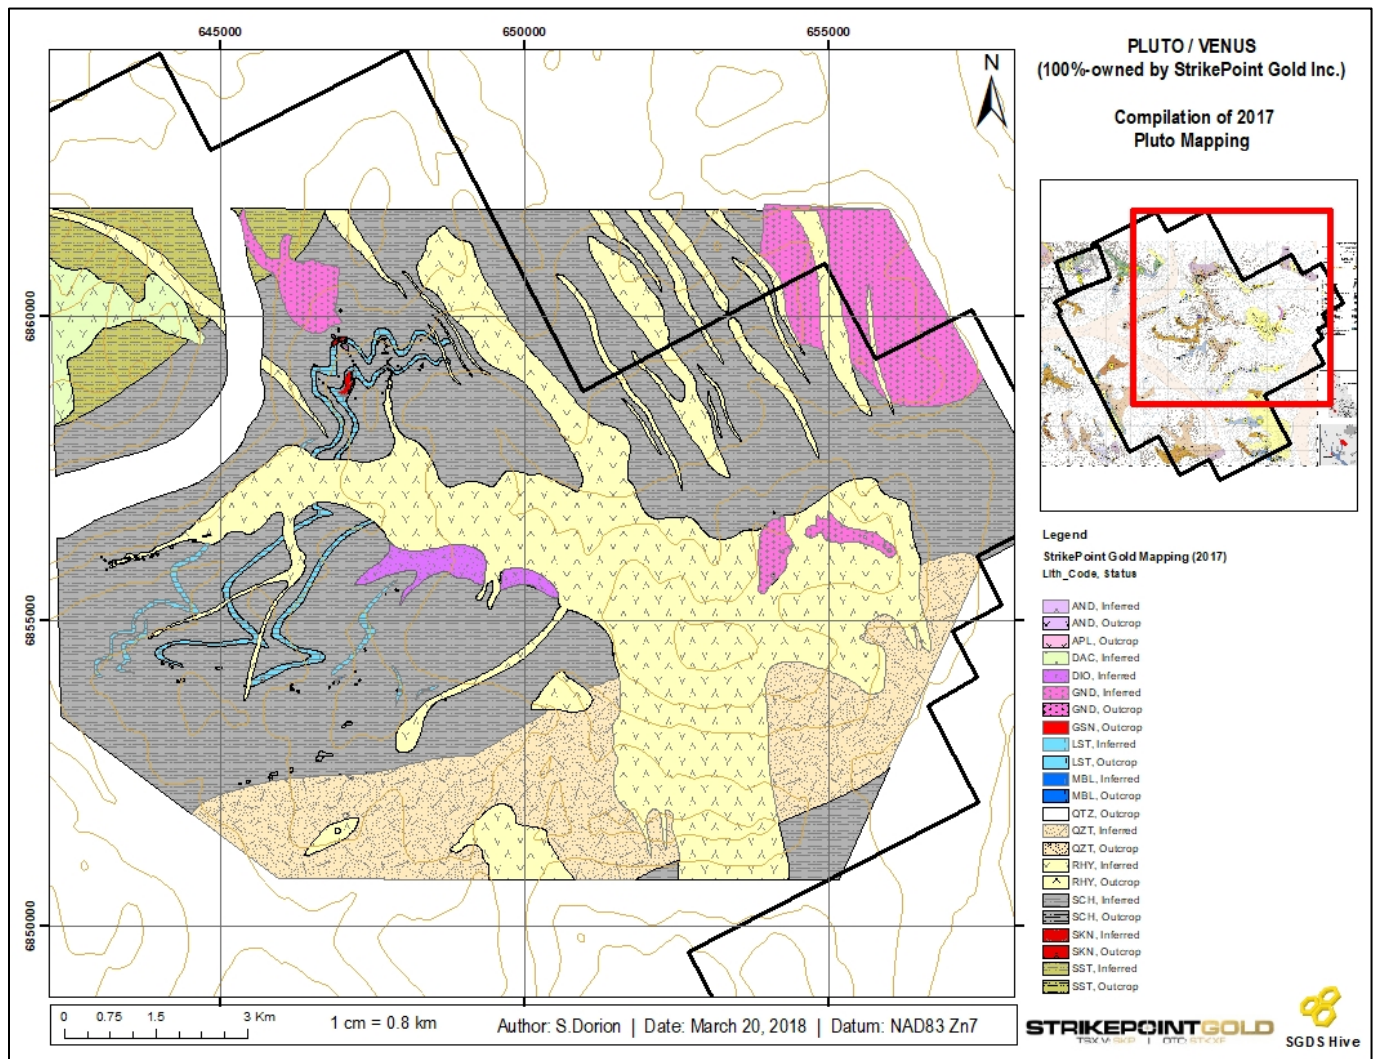 645000
650000
655000
6860000
6855000
6850000
N
D
PLUTO / VENUS
(100%-owned by StrikePoint Gold Inc.)
Compilation of 2017
Pluto Mapping
Legend
StrikePoint Gold Mapping (2017)
Lith_Code, Status
AND, Inferred
AND, Outcrop
APL, Outcrop
DAC, Inferred
DIO, Inferred
GND, Inferred
GND, Outcrop
GSN, Outcrop
LST, Inferred
LST, Outcrop
MBL, Inferred
MBL, Outcrop
QTZ, Outcrop
QZT, Inferred
QZT, Outcrop
RHY, Inferred
RHY, Outcrop
SCH, Inferred
SCH, Outcrop
SKN, Inferred
SKN, Outcrop
SST, Inferred
SST, Outcrop
0 0.75 1.5 3 Km
1 cm = 0.8 km
Author: S.Dorion | Date: March 20, 2018 | Datum: NAD83 Zn7
STRIKEPOINTGOLD
TSX.V: SKP | OTC: STKXF
SGDS Hive